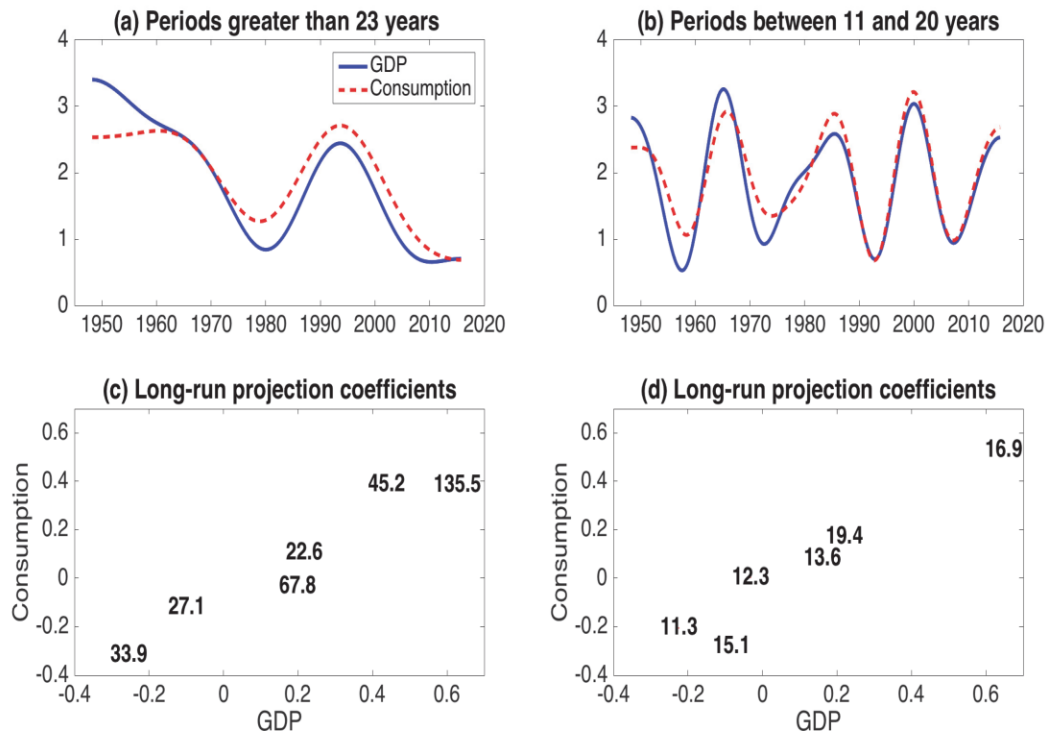 (a) Periods greater than 23 years
4
3
2
1
0
1950 1960 1970 1980 1990 2000 2010 2020
GDP
Consumption
(b) Periods between 11 and 20 years
4
3
2
1
0
1950 1960 1970 1980 1990 2000 2010 2020
(c) Long-run projection coefficients
Consumption
0.6
0.4
0.2
0
-0.2
-0.4
45.2 135.5
22.6
67.8
27.1
33.9
-0.4 -0.2 0 0.2 0.4 0.6
GDP
(d) Long-run projection coefficients
Consumption
0.6
0.4
0.2
0
-0.2
-0.4
16.9
19.4
13.6
12.3
11.3
15.1
-0.4 -0.2 0 0.2 0.4 0.6
GDP